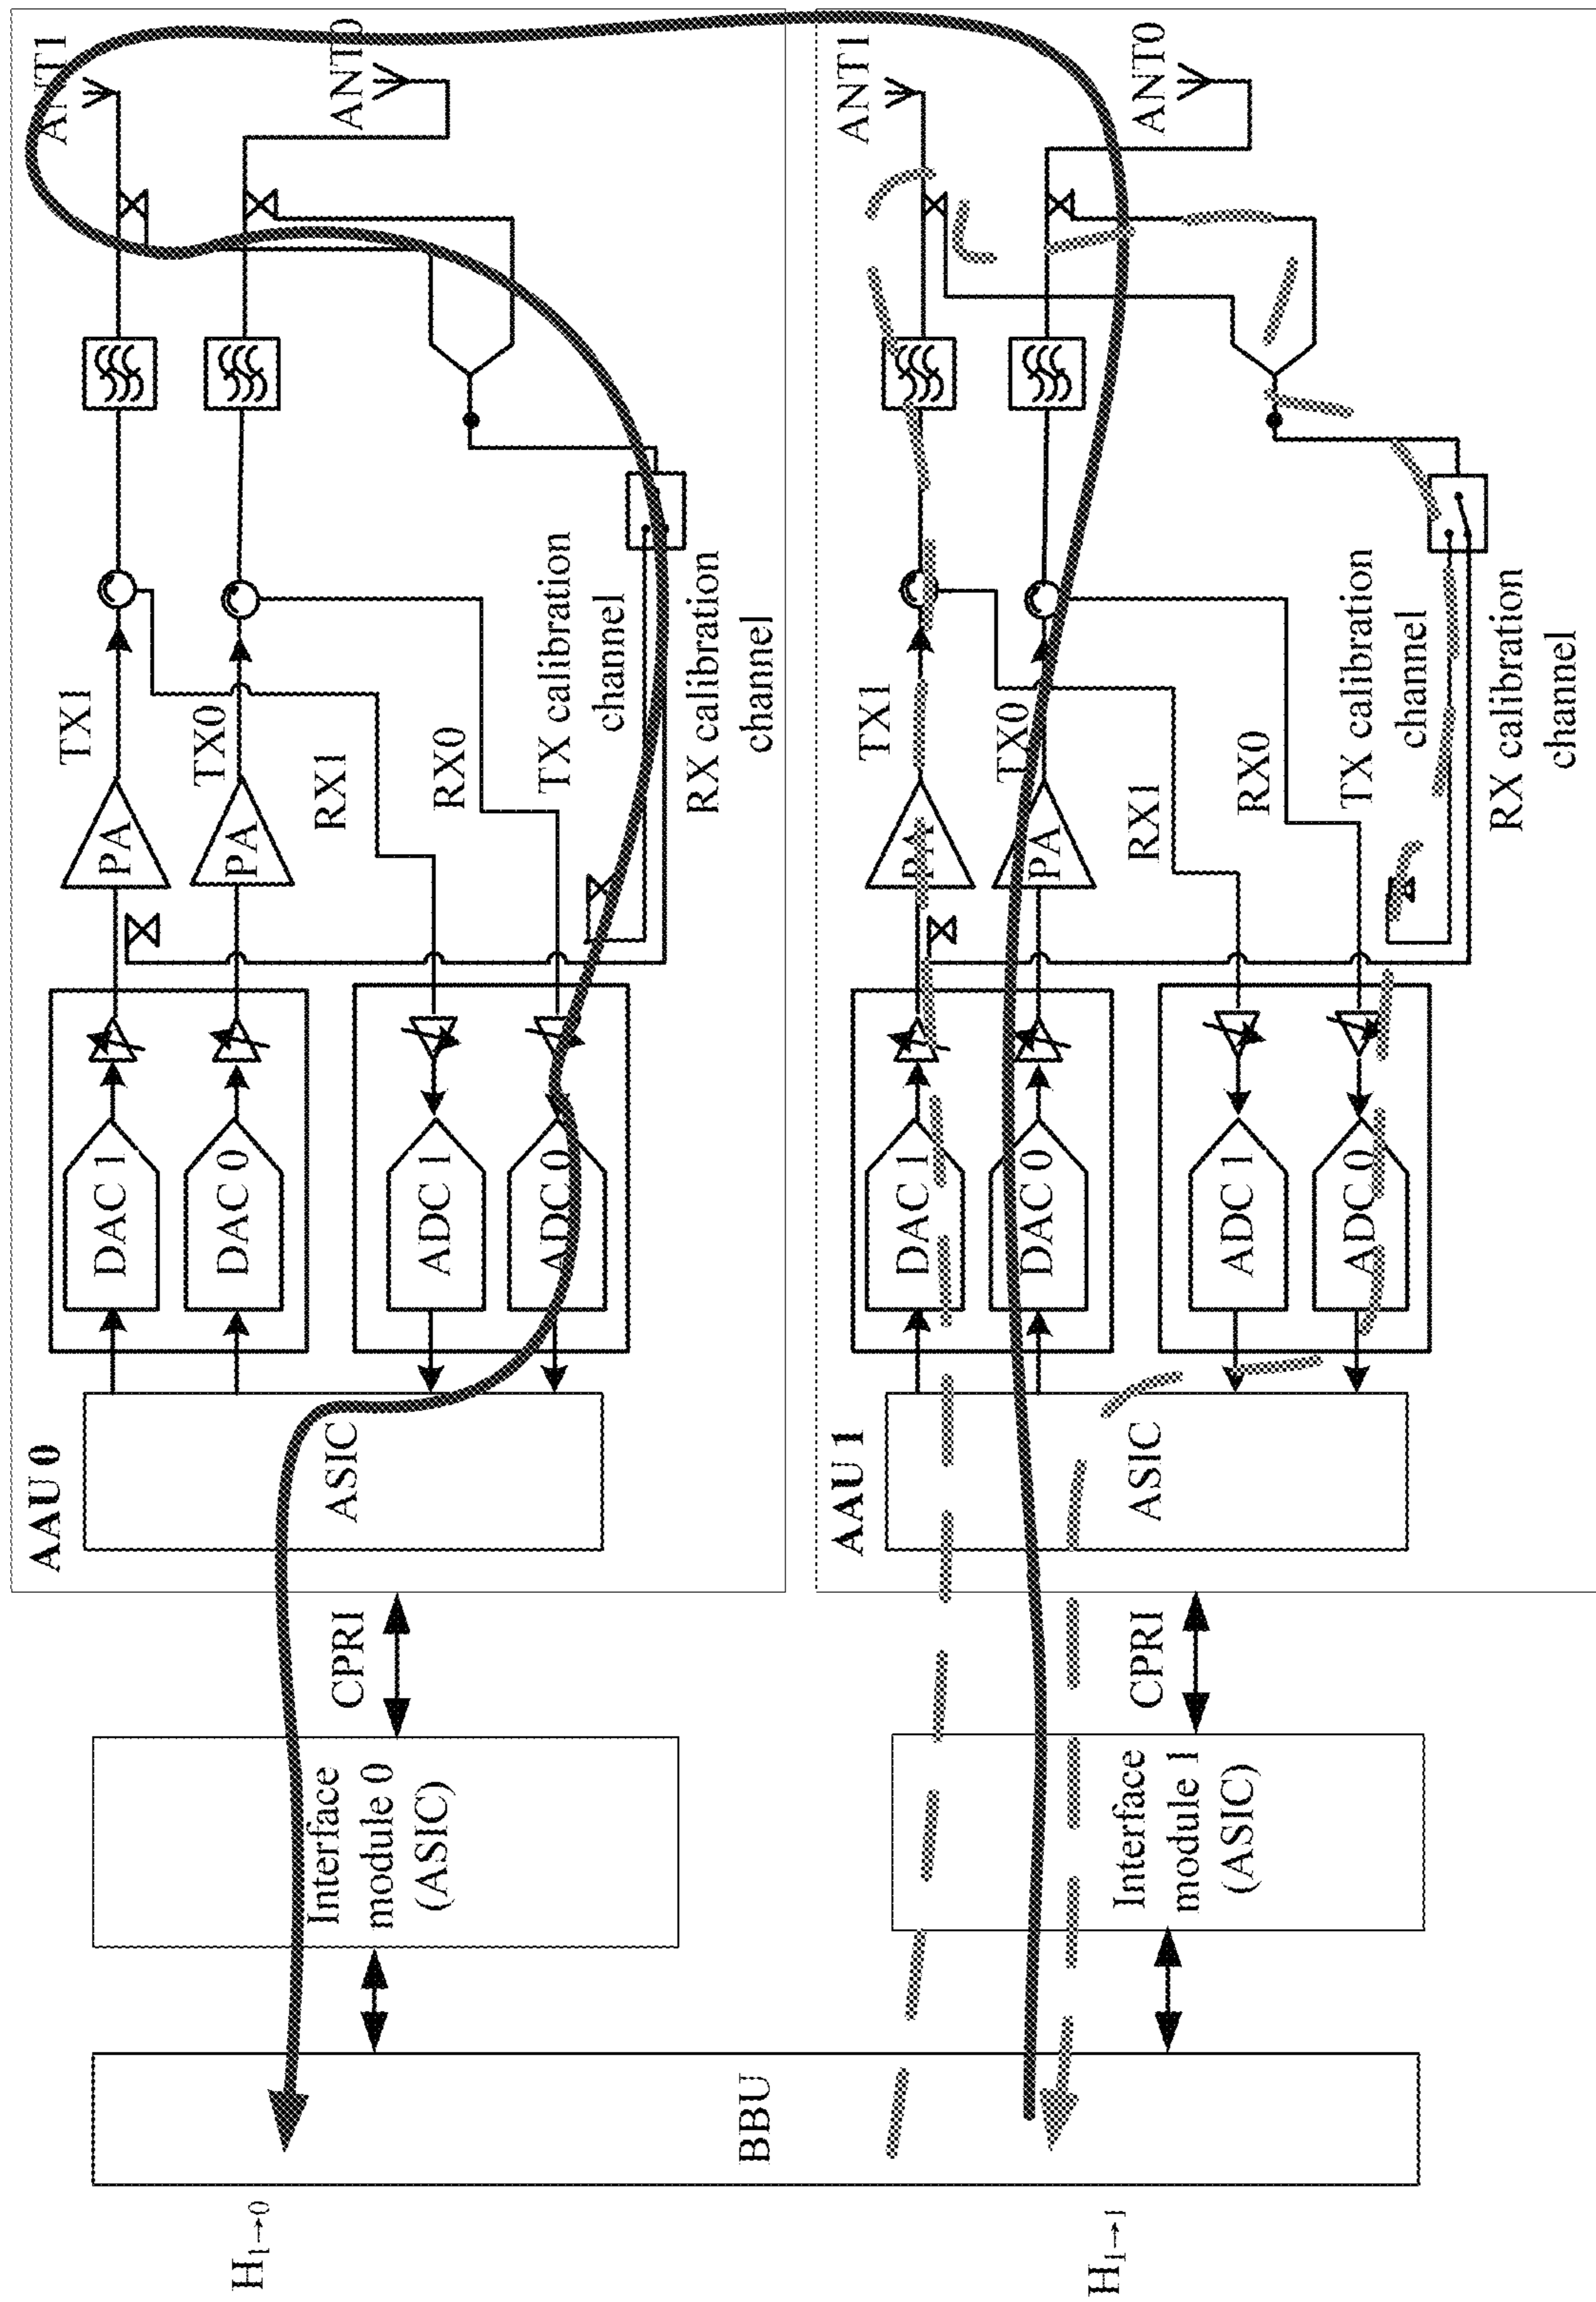 H1→0
BBU
Interface
module 0
(ASIC)
CPRI
AAU 0
ASIC
DAC 1
DAC 0
ADC 1
ADC 0
PA
PA
TX1
TX0
RX1
RX0
TX calibration
channel
RX calibration
channel
ANT1
ANT0
H1→1
Interface
module 1
(ASIC)
CPRI
AAU 1
ASIC
DAC 1
DAC 0
ADC 1
ADC 0
PA
PA
TX1
TX0
RX1
RX0
TX calibration
channel
RX calibration
channel
ANT1
ANT0